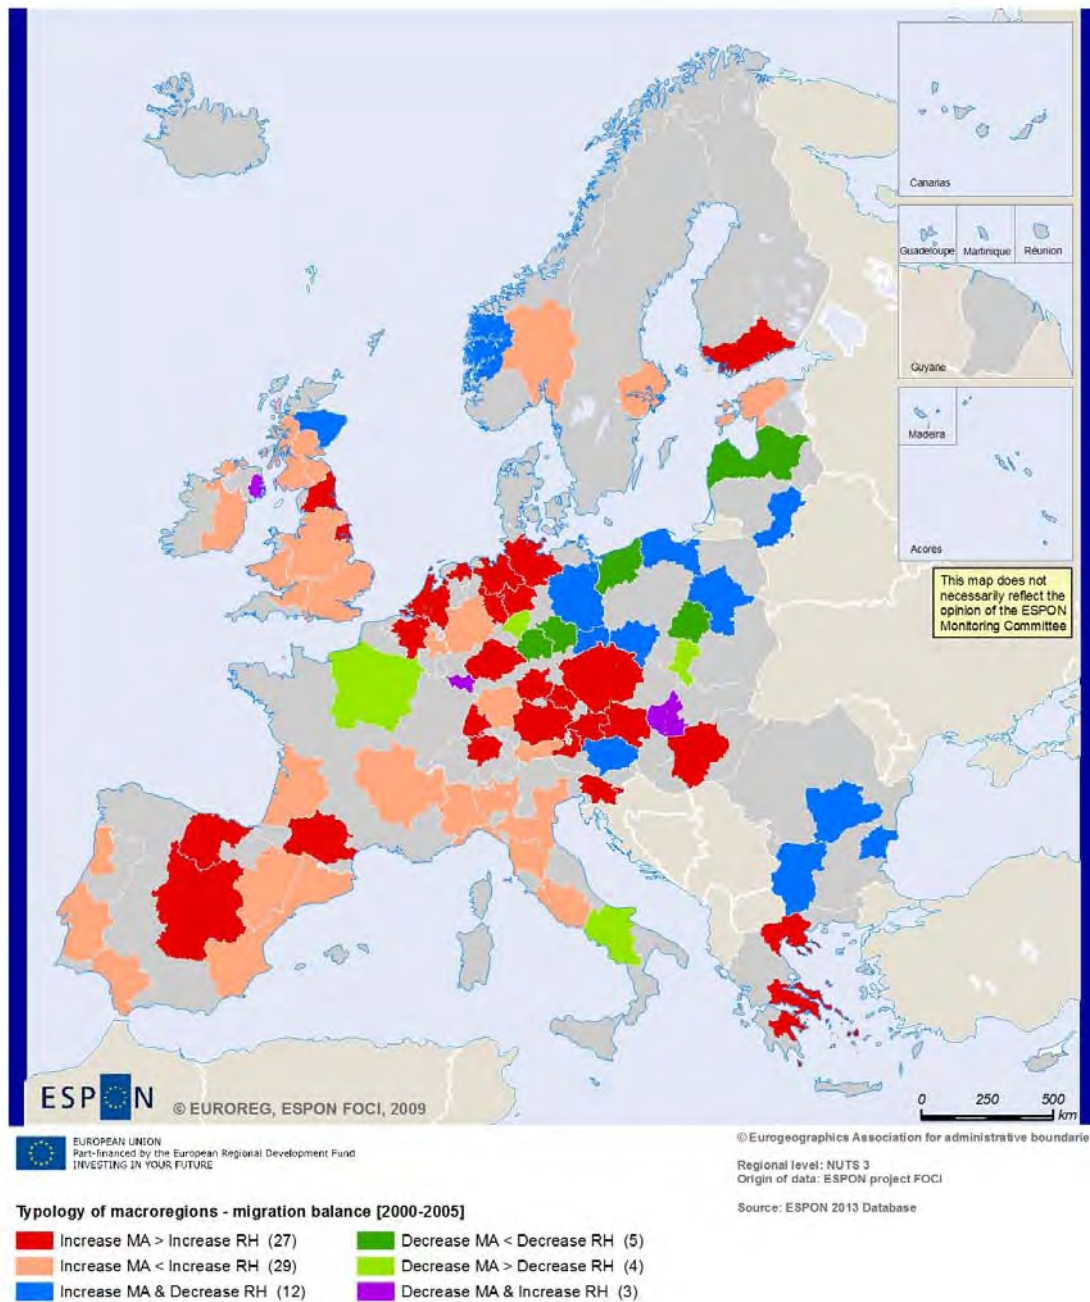 Canarias
Guadeloupe
Martinique
Réunion
Guyane
Madeira
Acores
This map does not
necessarily reflect the
opinion of the ESPON
Monitoring Committee
ESPON
© EUROREG, ESPON FOCI, 2009
0 250 500
km
EUROPEAN UNION
Part-financed by the European Regional Development Fund
INVESTING IN YOUR FUTURE
© Eurogeographics Association for administrative boundarie
Regional level: NUTS 3
Origin of data: ESPON project FOCI
Source: ESPON 2013 Database
Typology of macroregions - migration balance [2000-2005]
Increase MA > Increase RH (27)
Increase MA < Increase RH (29)
Increase MA & Decrease RH (12)
Decrease MA < Decrease RH (5)
Decrease MA > Decrease RH (4)
Decrease MA & Increase RH (3)